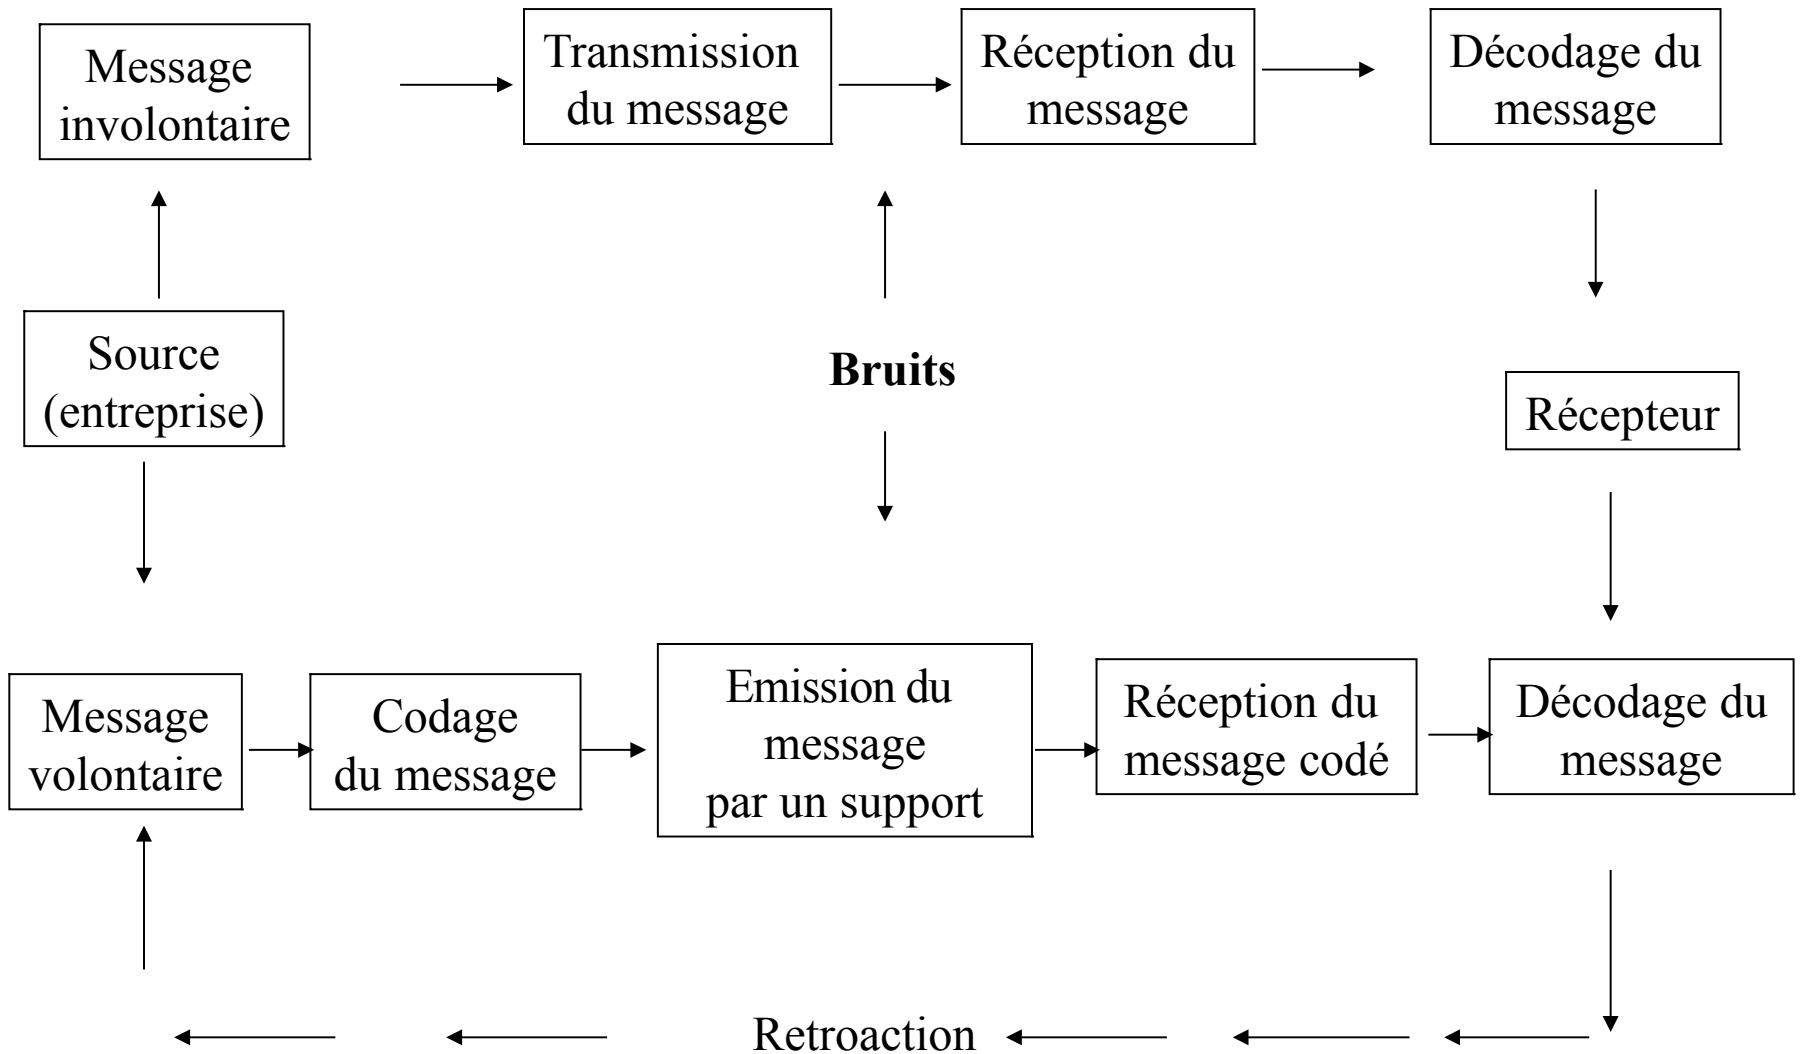 Message
involontaire
Transmission
du message
Réception du
message
Décodage du
message
Source
(entreprise)
Bruits
Récepteur
Message
volontaire
Codage
du message
Emission du
message
par un support
Réception du
message codé
Décodage du
message
Retroaction